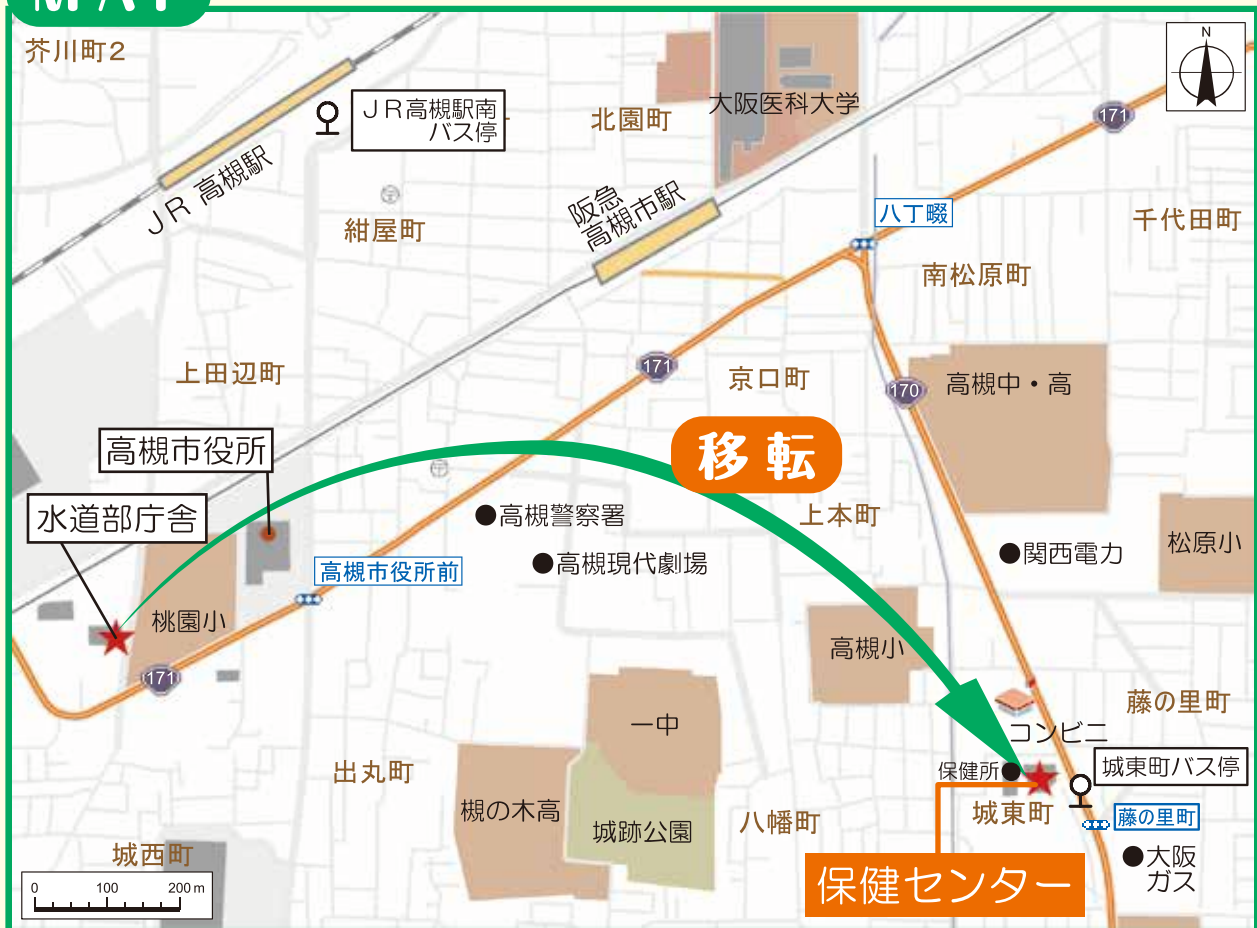 MAP
芥川町2
N
JR高槻駅南
バス停
北園町
大阪医科大学
171
JR 高槻駅
阪急
高槻市駅
八丁畷
千代田町
紺屋町
南松原町
上田辺町
171
京口町
170
高槻中・高
高槻市役所
移転
水道部庁舎
高槻警察署
上本町
関西電力
松原小
高槻現代劇場
高槻市役所前
桃園小
高槻小
171
一中
藤の里町
コンビニ
出丸町
保健所
城東町バス停
槻の木高
城跡公園
八幡町
城東町
藤の里町
城西町
大阪
ガス
保健センター
0 100 200m